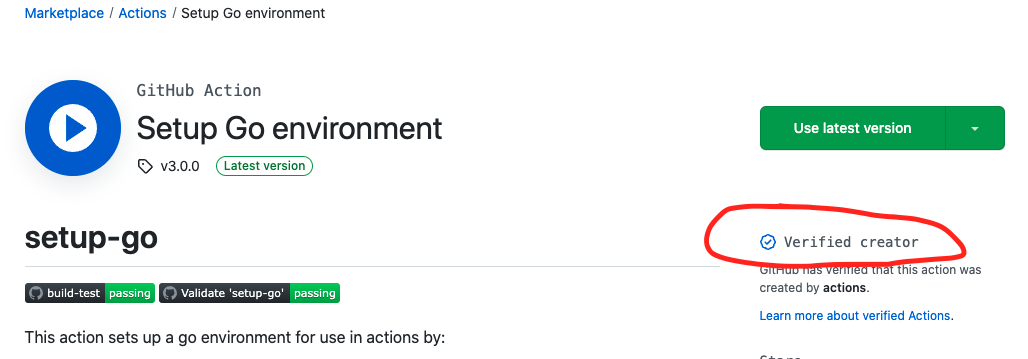 Marketplace / Actions / Setup Go environment
GitHub Action
Setup Go environment
v3.0.0 Latest version
Use latest version
setup-go
Verified creator
GitHub has verified that this action was
created by actions.
Learn more about verified Actions.
build-test passing Validate 'setup-go' passing
This action sets up a go environment for use in actions by:
Stars